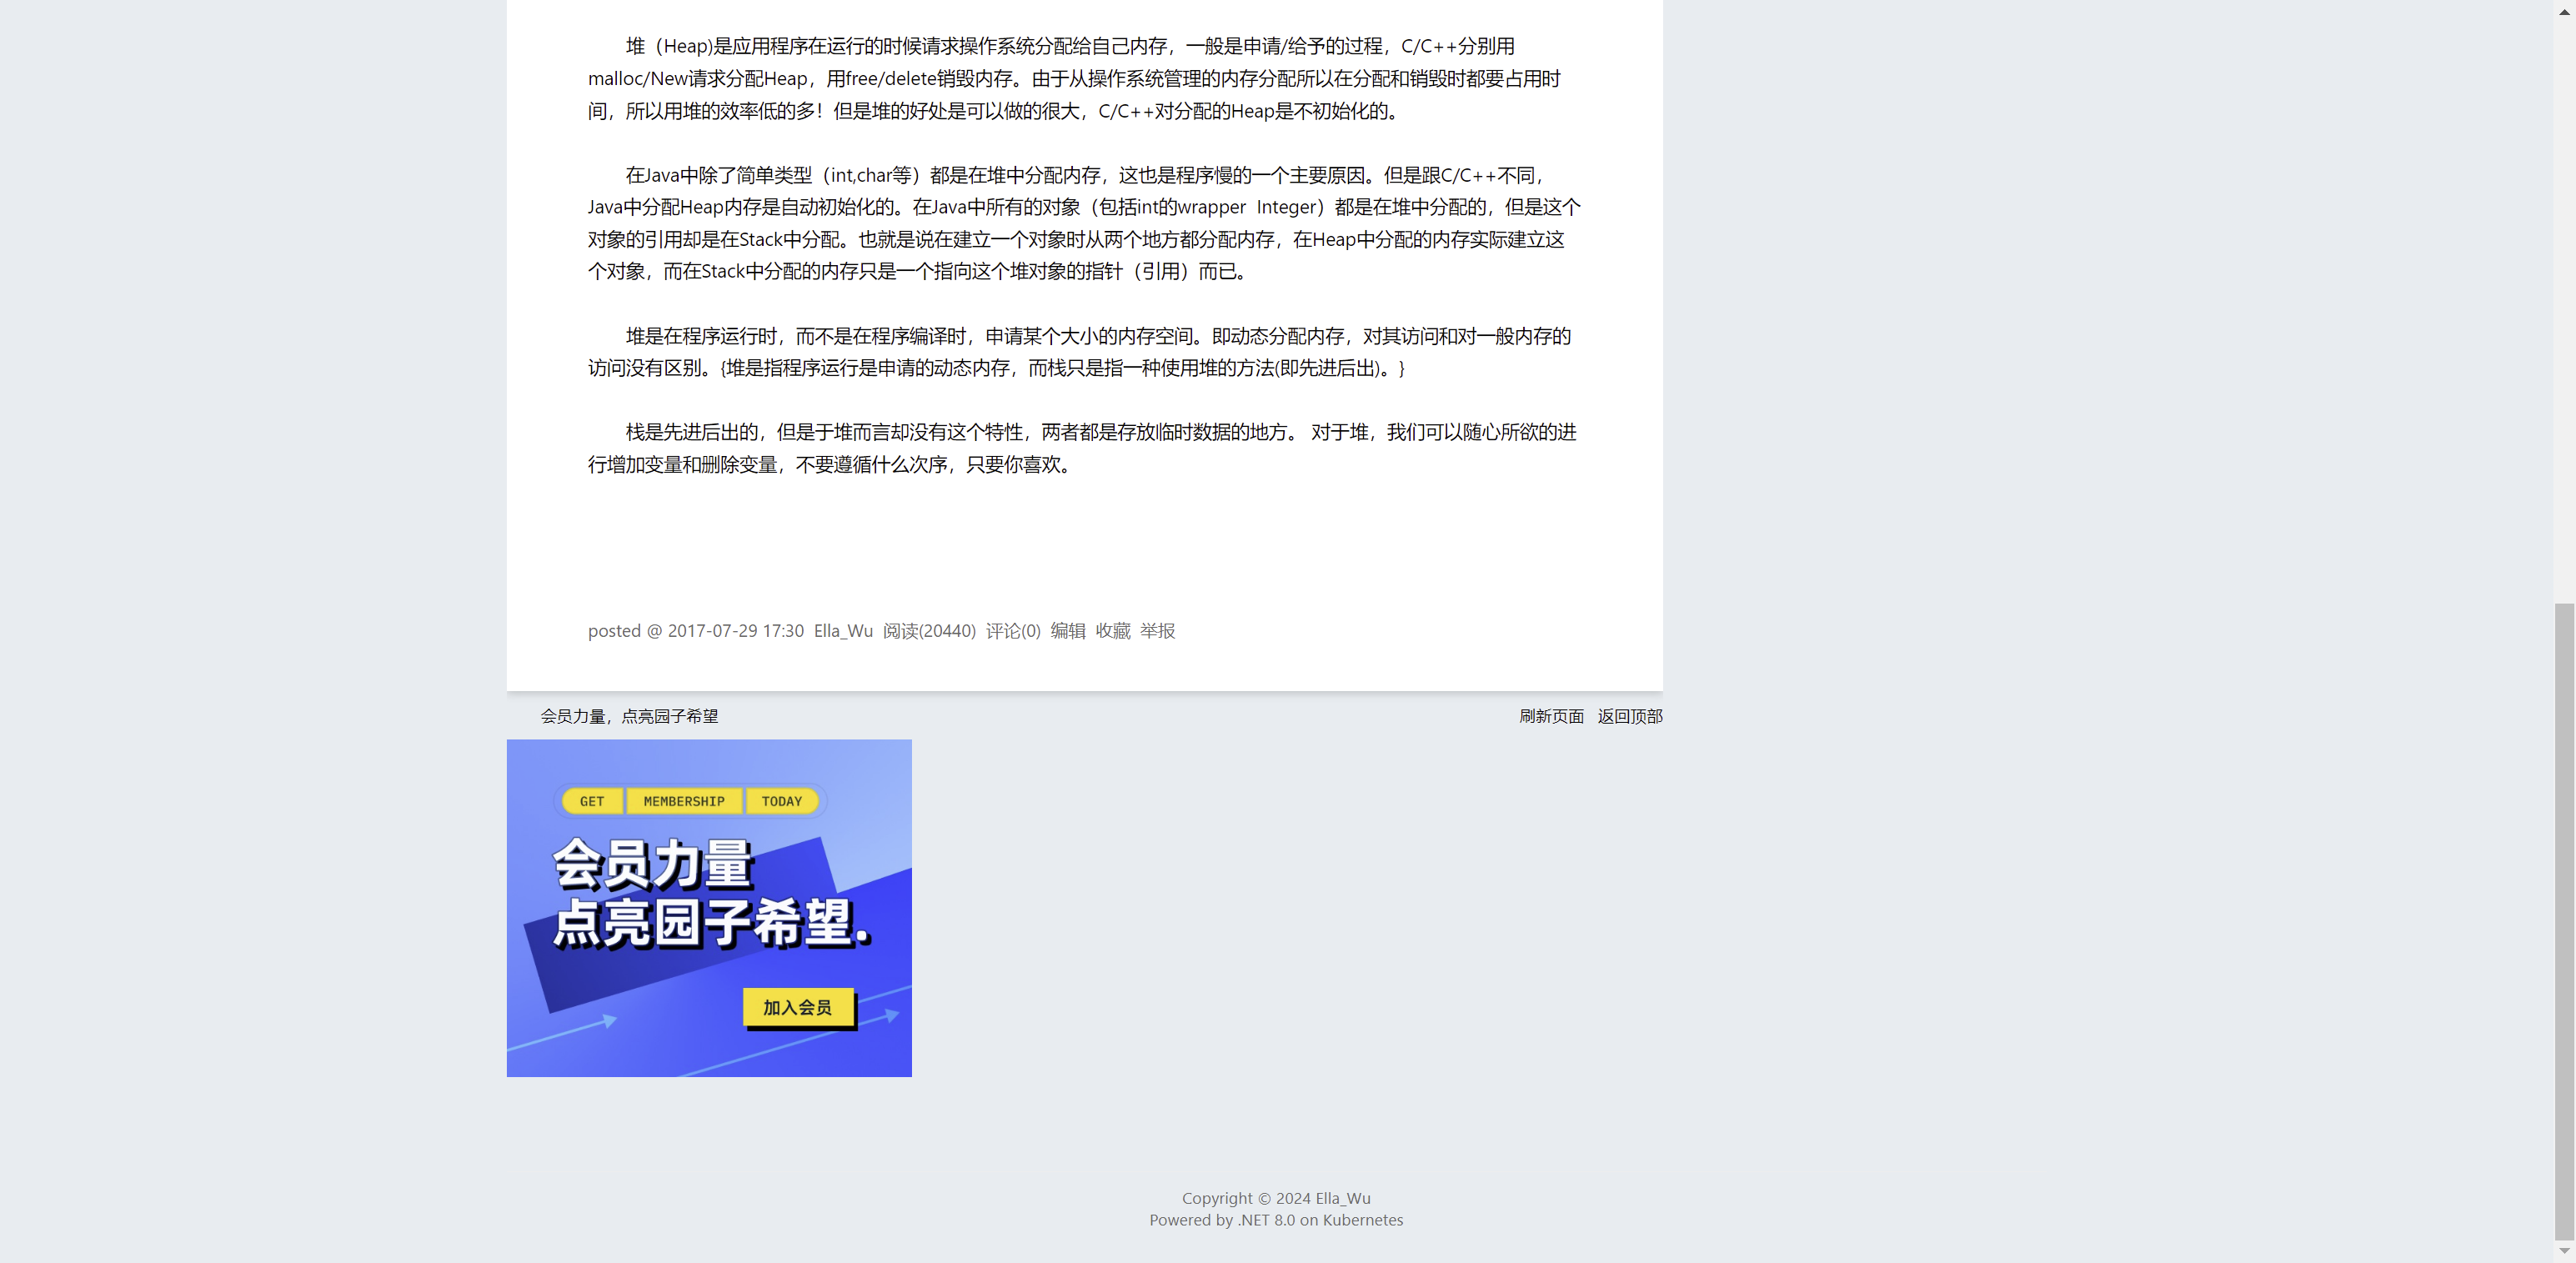 堆（Heap)是应用程序在运行的时候请求操作系统分配给自己内存，一般是申请/给予的过程，C/C++分别用
malloc/New请求分配Heap，用free/delete销毁内存。由于从操作系统管理的内存分配所以在分配和销毁时都要占用时
间，所以用堆的效率低的多！但是堆的好处是可以做的很大，C/C++对分配的Heap是不初始化的。
在Java中除了简单类型（int,char等）都是在堆中分配内存，这也是程序慢的一个主要原因。但是跟C/C++不同，
Java中分配Heap内存是自动初始化的。在Java中所有的对象（包括int的wrapper  Integer）都是在堆中分配的，但是这个
对象的引用却是在Stack中分配。也就是说在建立一个对象时从两个地方都分配内存，在Heap中分配的内存实际建立这
个对象，而在Stack中分配的内存只是一个指向这个堆对象的指针（引用）而已。
堆是在程序运行时，而不是在程序编译时，申请某个大小的内存空间。即动态分配内存，对其访问和对一般内存的
访问没有区别。{堆是指程序运行是申请的动态内存，而栈只是指一种使用堆的方法(即先进后出)。}
栈是先进后出的，但是于堆而言却没有这个特性，两者都是存放临时数据的地方。 对于堆，我们可以随心所欲的进
行增加变量和删除变量，不要遵循什么次序，只要你喜欢。
posted @ 2017-07-29 17:30  Ella_Wu  阅读(20440)  评论(0)  编辑  收藏  举报
会员力量，点亮园子希望
刷新页面 返回顶部
GET MEMBERSHIP TODAY
会员力量
点亮园子希望.
加入会员
Copyright © 2024 Ella_Wu
Powered by .NET 8.0 on Kubernetes